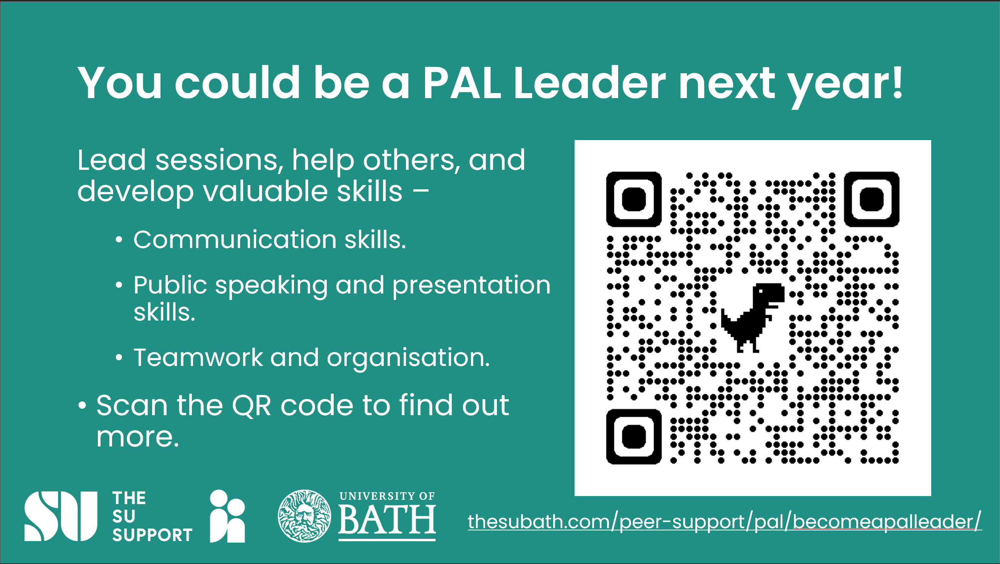 You could be a PAL Leader next year!
Lead sessions, help others, and
develop valuable skills –
• Communication skills.
• Public speaking and presentation
skills.
• Teamwork and organisation.
• Scan the QR code to find out
more.
SU
THE
SU
SUPPORT
UNIVERSITY OF
BATH
thesubath.com/peer-support/pal/becomeapalleader/